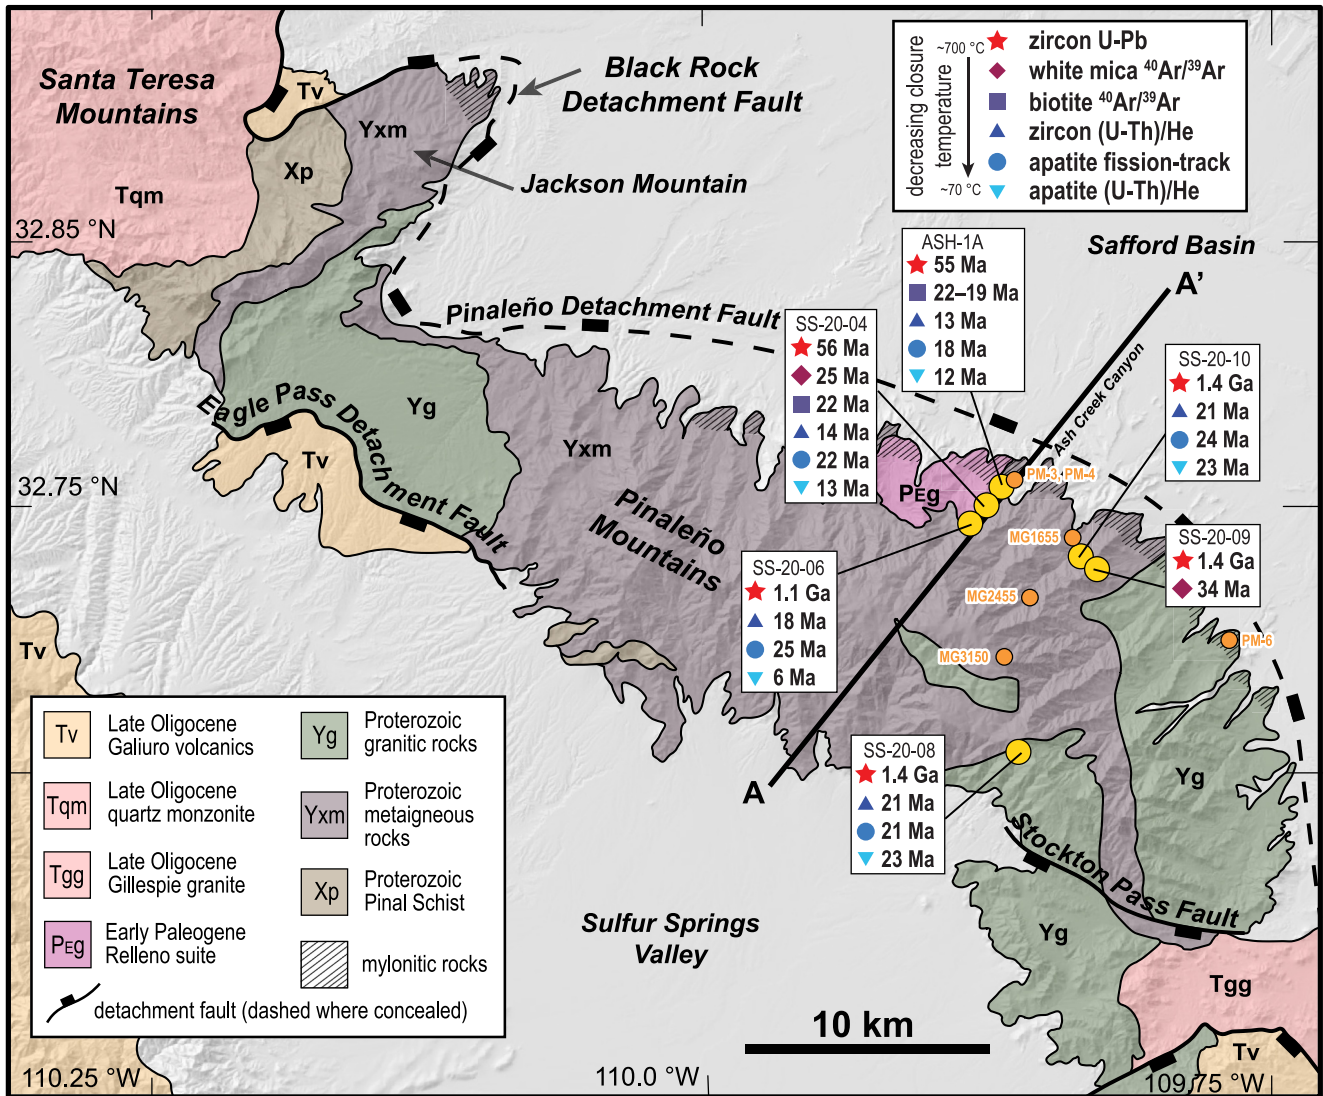 Santa Teresa
Mountains
Tv
Black Rock
Detachment Fault
Yxm
Xp
Jackson Mountain
Tqm
32.85 °N
decreasing closure
temperature
~700 °C
~70 °C
zircon U-Pb
white mica ⁴⁰Ar/³⁹Ar
biotite ⁴⁰Ar/³⁹Ar
zircon (U-Th)/He
apatite fission-track
apatite (U-Th)/He
Safford Basin
A'
Ash Creek Canyon
Pinaleño Detachment Fault
ASH-1A
55 Ma
22–19 Ma
13 Ma
18 Ma
12 Ma
SS-20-04
56 Ma
25 Ma
22 Ma
14 Ma
22 Ma
13 Ma
SS-20-10
1.4 Ga
21 Ma
24 Ma
23 Ma
Eagle Pass Detachment Fault
Yg
Tv
Yxm
32.75 °N
Pinaleño
Mountains
PEg
PM-3, PM-4
MG1655
MG2455
MG3150
PM-6
SS-20-09
1.4 Ga
34 Ma
SS-20-06
1.1 Ga
18 Ma
25 Ma
6 Ma
Tv
SS-20-08
1.4 Ga
21 Ma
21 Ma
23 Ma
A
Yg
Stockton Pass Fault
Yg
Sulfur Springs
Valley
Tgg
Tv
Tv
Late Oligocene
Galiuro volcanics
Tqm
Late Oligocene
quartz monzonite
Tgg
Late Oligocene
Gillespie granite
PEg
Early Paleogene
Relleno suite
Yg
Proterozoic
granitic rocks
Yxm
Proterozoic
metaigneous
rocks
Xp
Proterozoic
Pinal Schist
mylonitic rocks
detachment fault (dashed where concealed)
10 km
110.25 °W
110.0 °W
109.75 °W